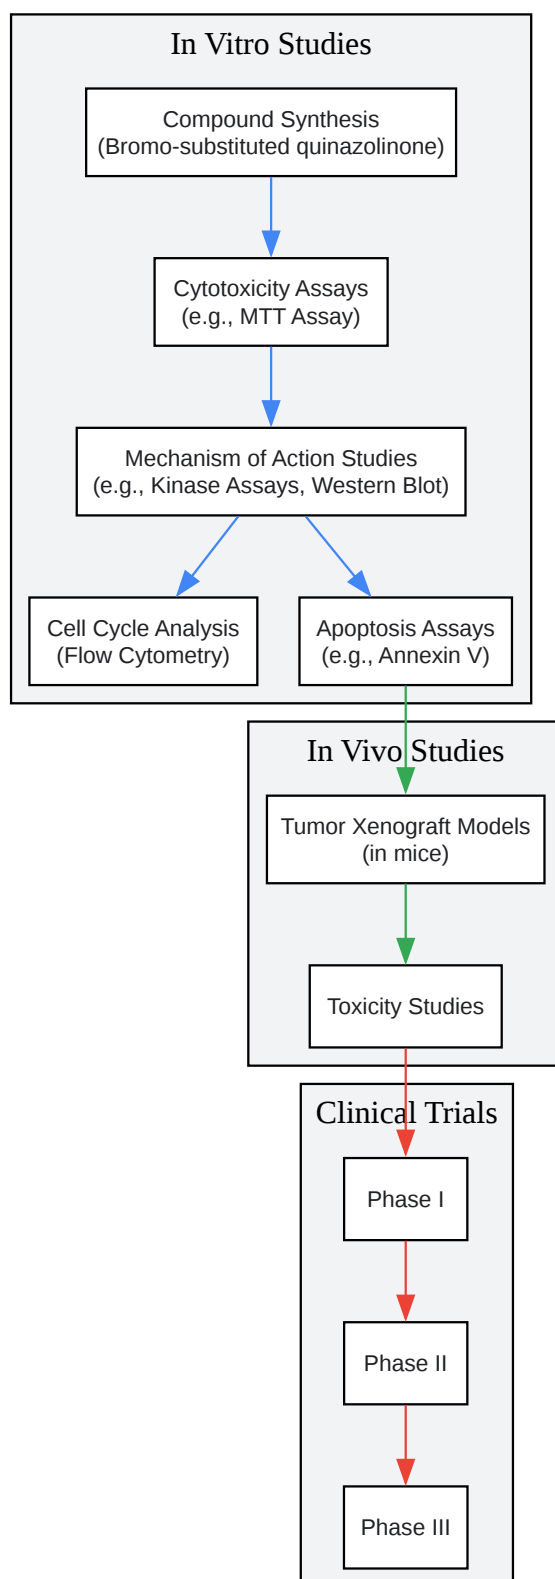 In Vitro Studies
Compound Synthesis
(Bromo-substituted quinazolinone)
Cytotoxicity Assays
(e.g., MTT Assay)
Mechanism of Action Studies
(e.g., Kinase Assays, Western Blot)
Cell Cycle Analysis
(Flow Cytometry)
Apoptosis Assays
(e.g., Annexin V)
In Vivo Studies
Tumor Xenograft Models
(in mice)
Toxicity Studies
Clinical Trials
Phase I
Phase II
Phase III